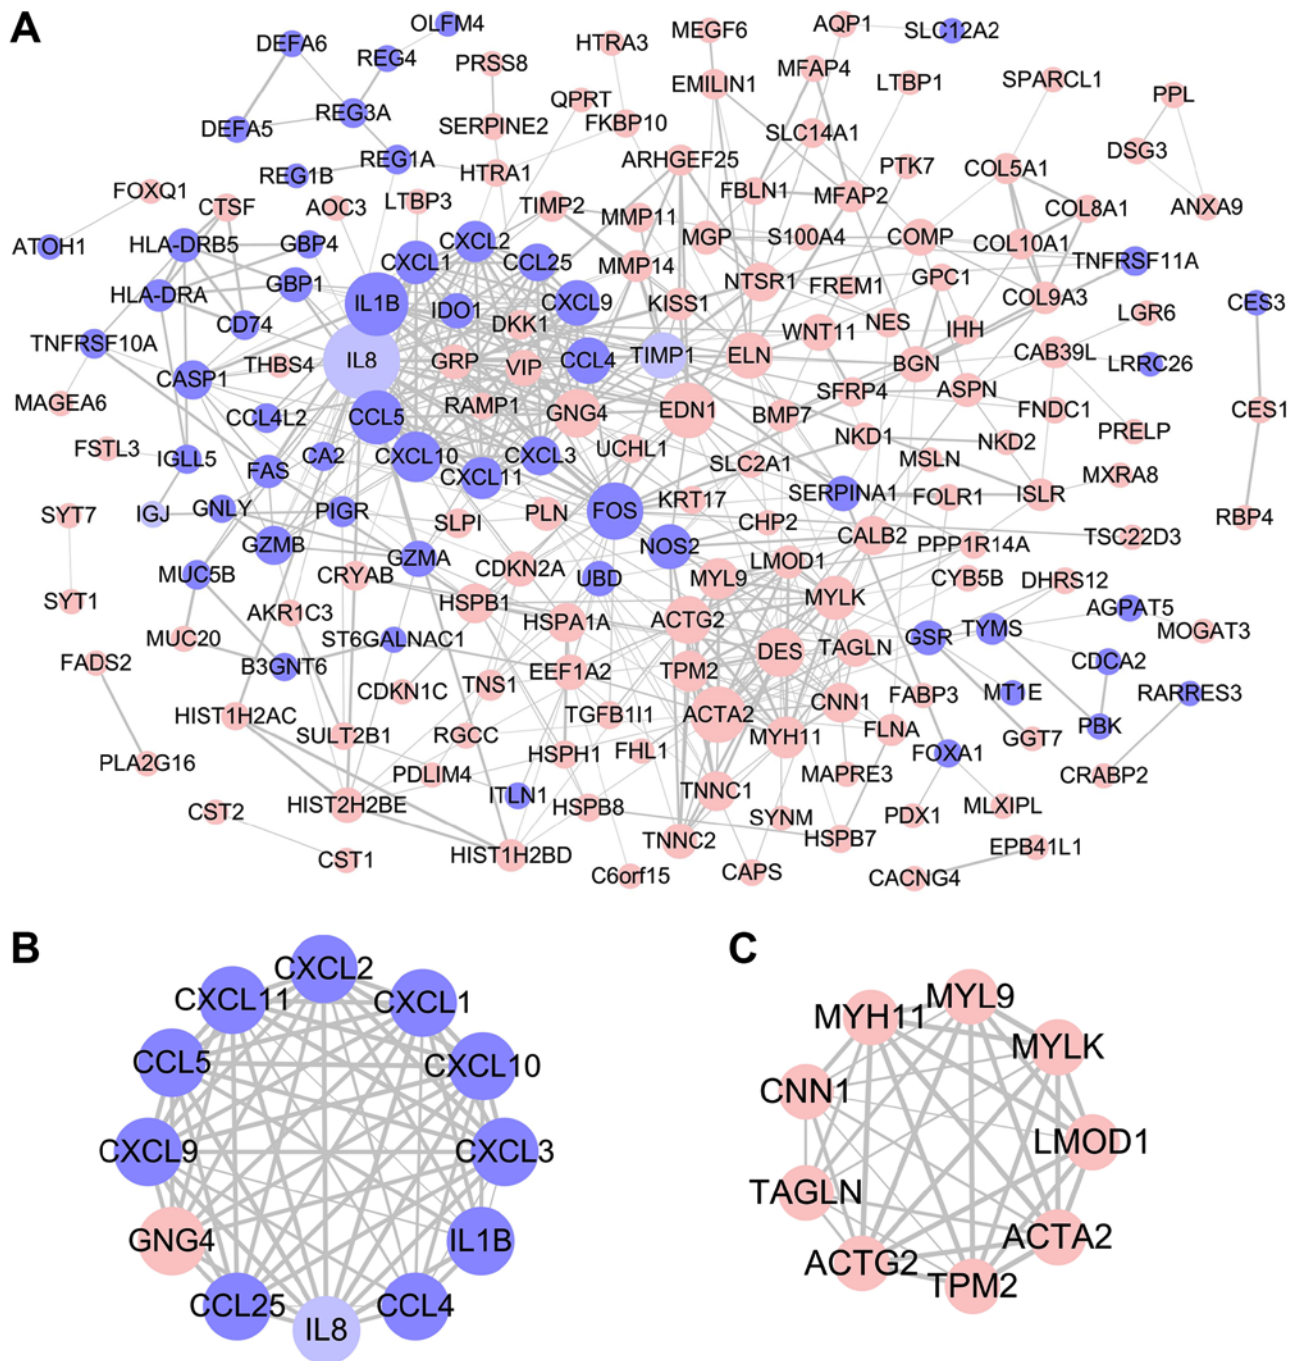 A
OLFM4
DEFA6
REG4
PRSS8
HTRA3
MEGF6
AQP1
SLC12A2
MFAP4
EMILIN1
LTBP1
SPARCL1
PPL
QPRT
REG3A
DEFA5
SERPINE2
FKBP10
SLC14A1
REG1A
ARHGEF25
DSG3
PTK7
COL5A1
REG1B
HTRA1
FOXQ1
FBLN1
MFAP2
CTSF
AOC3
LTBP3
TIMP2
MMP11
COL8A1
ANXA9
ATOH1
HLA-DRB5
GBP4
CXCL2
MGP
S100A4
COMP
COL10A1
CXCL1
CCL25
MMP14
TNFRSF11A
GBP1
NTSR1
FREM1
GPC1
HLA-DRA
IL1B
IDO1
CXCL9
KISS1
COL9A3
CES3
CD74
DKK1
NES
IHH
LGR6
TNFRSF10A
WNT11
IL8
GRP
VIP
CCL4
TIMP1
ELN
BGN
CAB39L
LRRC26
THBS4
CASP1
SFRP4
ASPN
MAGEA6
CCL4L2
CCL5
RAMP1
GNG4
EDN1
BMP7
FNDC1
CES1
PRELP
FSTL3
IGLL5
CA2
CXCL10
CXCL3
UCHL1
NKD1
NKD2
FAS
CXCL11
SLC2A1
MSLN
MXRA8
SERPINA1
FOLR1
ISLR
SYT7
IGJ
GNLY
PIGR
SLPI
PLN
FOS
KRT17
RBP4
CHP2
GZMB
NOS2
CALB2
PPP1R14A
TSC22D3
GZMA
LMOD1
MUC5B
CRYAB
CDKN2A
UBD
MYL9
CYB5B
DHRS12
SYT1
AKR1C3
HSPB1
MYLK
AGPAT5
HSPA1A
ACTG2
MUC20
ST6GALNAC1
GSR
TYMS
MOGAT3
FADS2
B3GNT6
EEF1A2
TPM2
DES
TAGLN
CDCA2
CDKN1C
TNS1
FABP3
MT1E
RARRES3
HIST1H2AC
TGFB1I1
ACTA2
CNN1
PBK
SULT2B1
RGCC
MYH11
FLNA
GGT7
PLA2G16
HSPH1
FHL1
FOXA1
PDLIM4
MAPRE3
CRABP2
ITLN1
TNNC1
CST2
HIST2H2BE
HSPB8
SYNM
PDX1
MLXIPL
TNNC2
HSPB7
CST1
HIST1H2BD
EPB41L1
C6orf15
CAPS
CACNG4
B
CXCL2
CXCL11
CXCL1
CCL5
CXCL10
CXCL9
CXCL3
GNG4
IL1B
CCL25
CCL4
IL8
C
MYL9
MYH11
MYLK
CNN1
LMOD1
TAGLN
ACTA2
ACTG2
TPM2